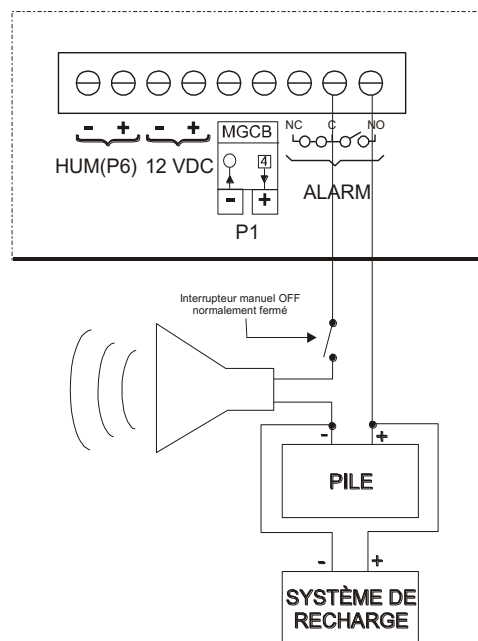 - + - +
HUM(P6) 12 VDC
MGCB
4
- +
P1
NC C NO
ALARM
Interrupteur manuel OFF
normalement fermé
- +
PILE
- +
SYSTÈME DE
RECHARGE